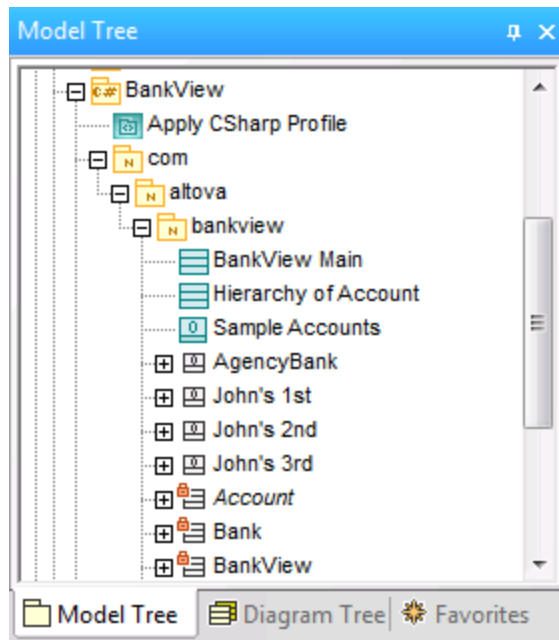 Model Tree
C# BankView
Apply CSharp Profile
N com
N altova
N bankview
BankView Main
Hierarchy of Account
Sample Accounts
AgencyBank
John's 1st
John's 2nd
John's 3rd
Account
Bank
BankView
Model Tree Diagram Tree Favorites